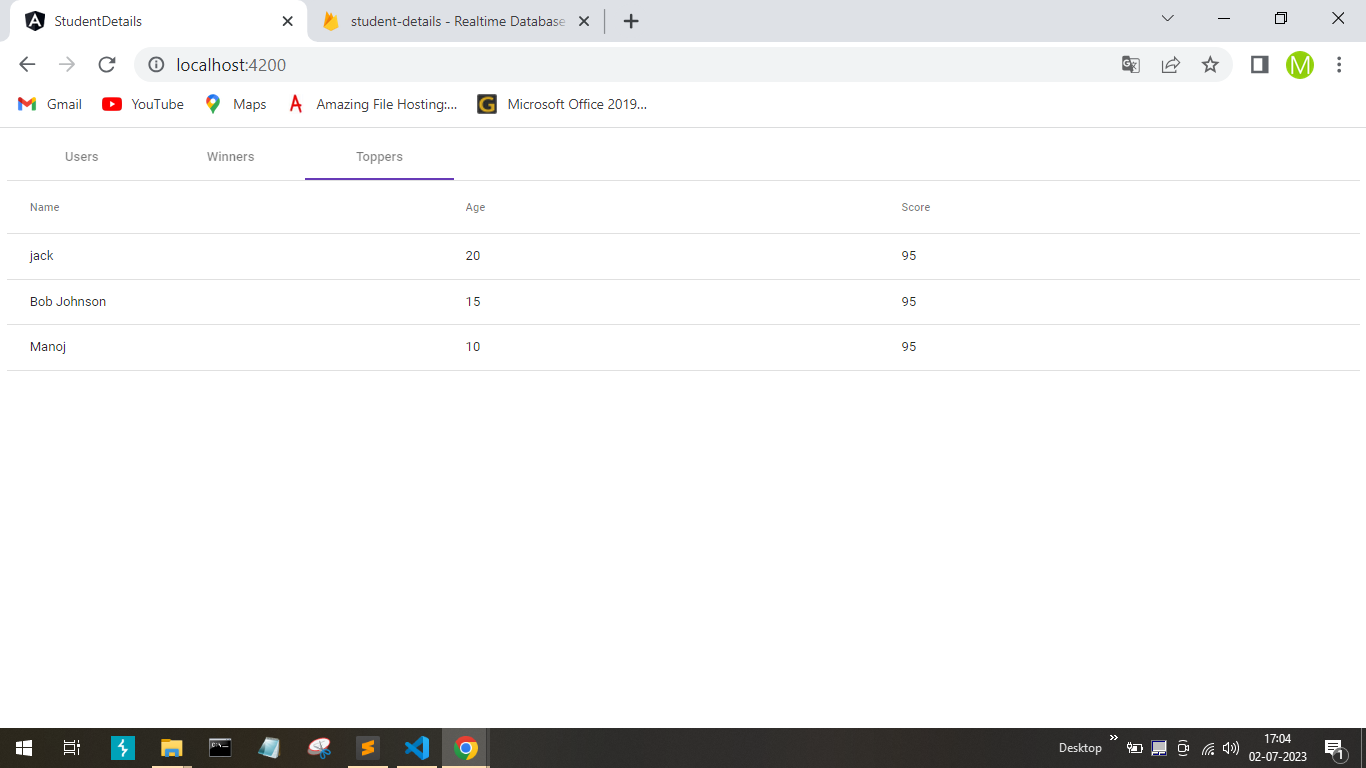 StudentDetails
student-details - Realtime Database
localhost:4200
M
Gmail
YouTube
Maps
Amazing File Hosting:...
G
Microsoft Office 2019...
Users
Winners
Toppers
Name Age Score
jack 20 95
Bob Johnson 15 95
Manoj 10 95
Desktop
17:04
02-07-2023
1